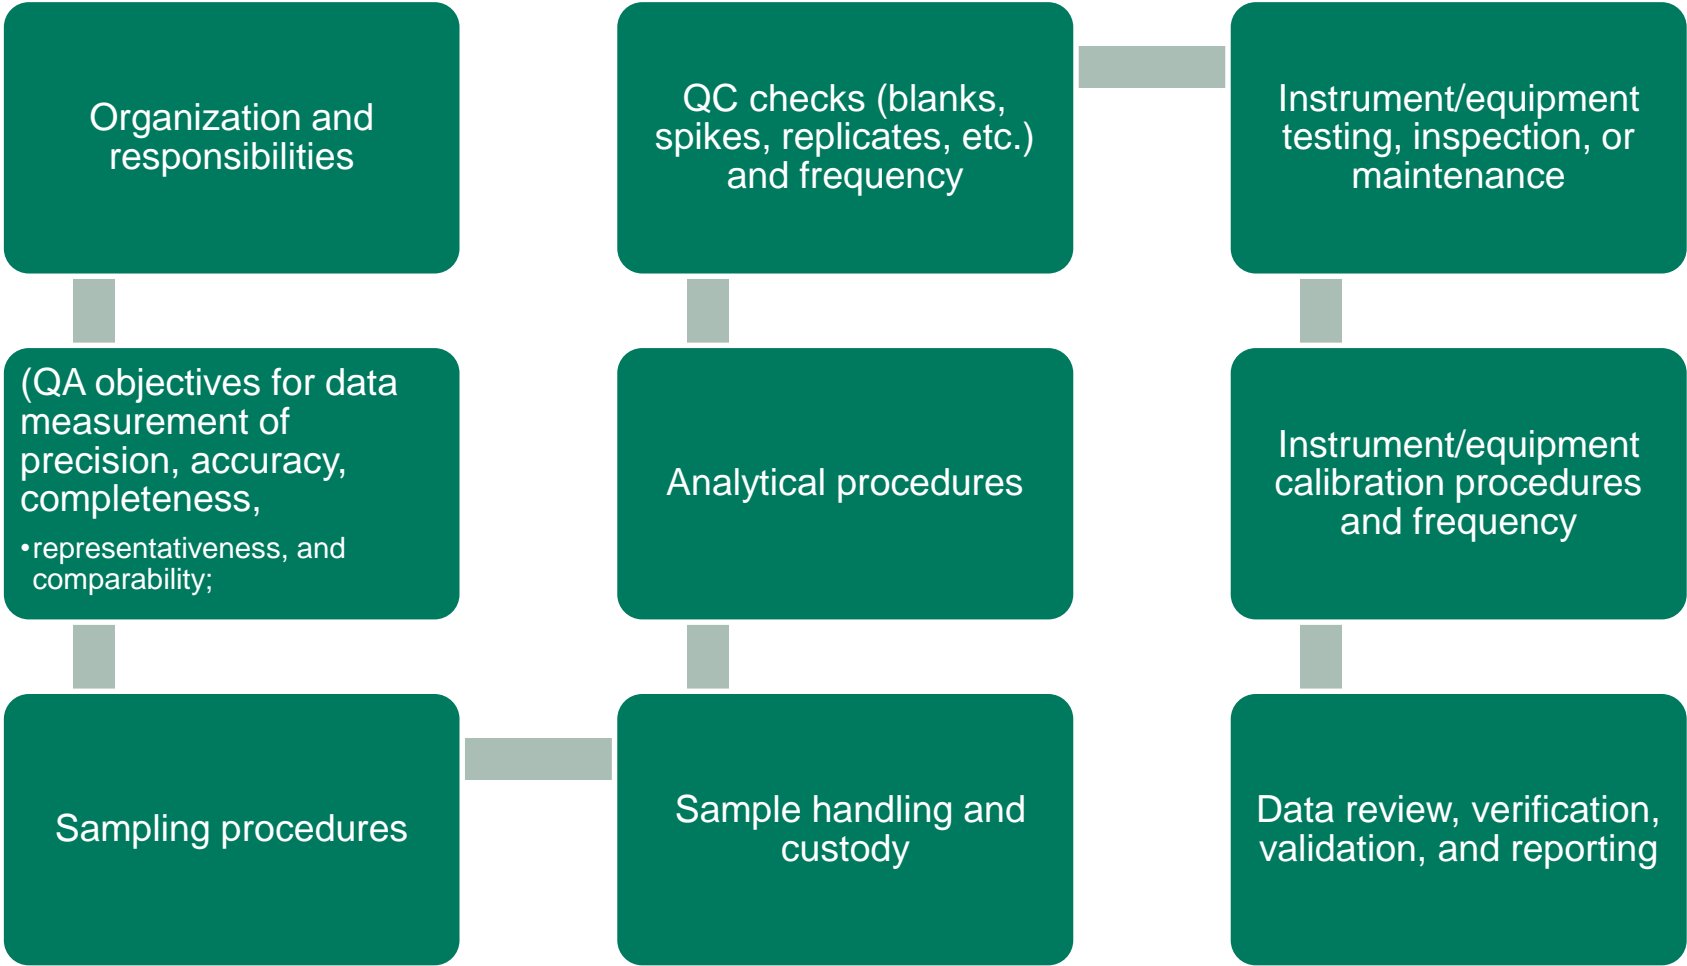 Organization and
responsibilities
(QA objectives for data
measurement of
precision, accuracy,
completeness,
•representativeness, and
comparability;
Sampling procedures
Sample handling and
custody
Analytical procedures
QC checks (blanks,
spikes, replicates, etc.)
and frequency
Instrument/equipment
testing, inspection, or
maintenance
Instrument/equipment
calibration procedures
and frequency
Data review, verification,
validation, and reporting